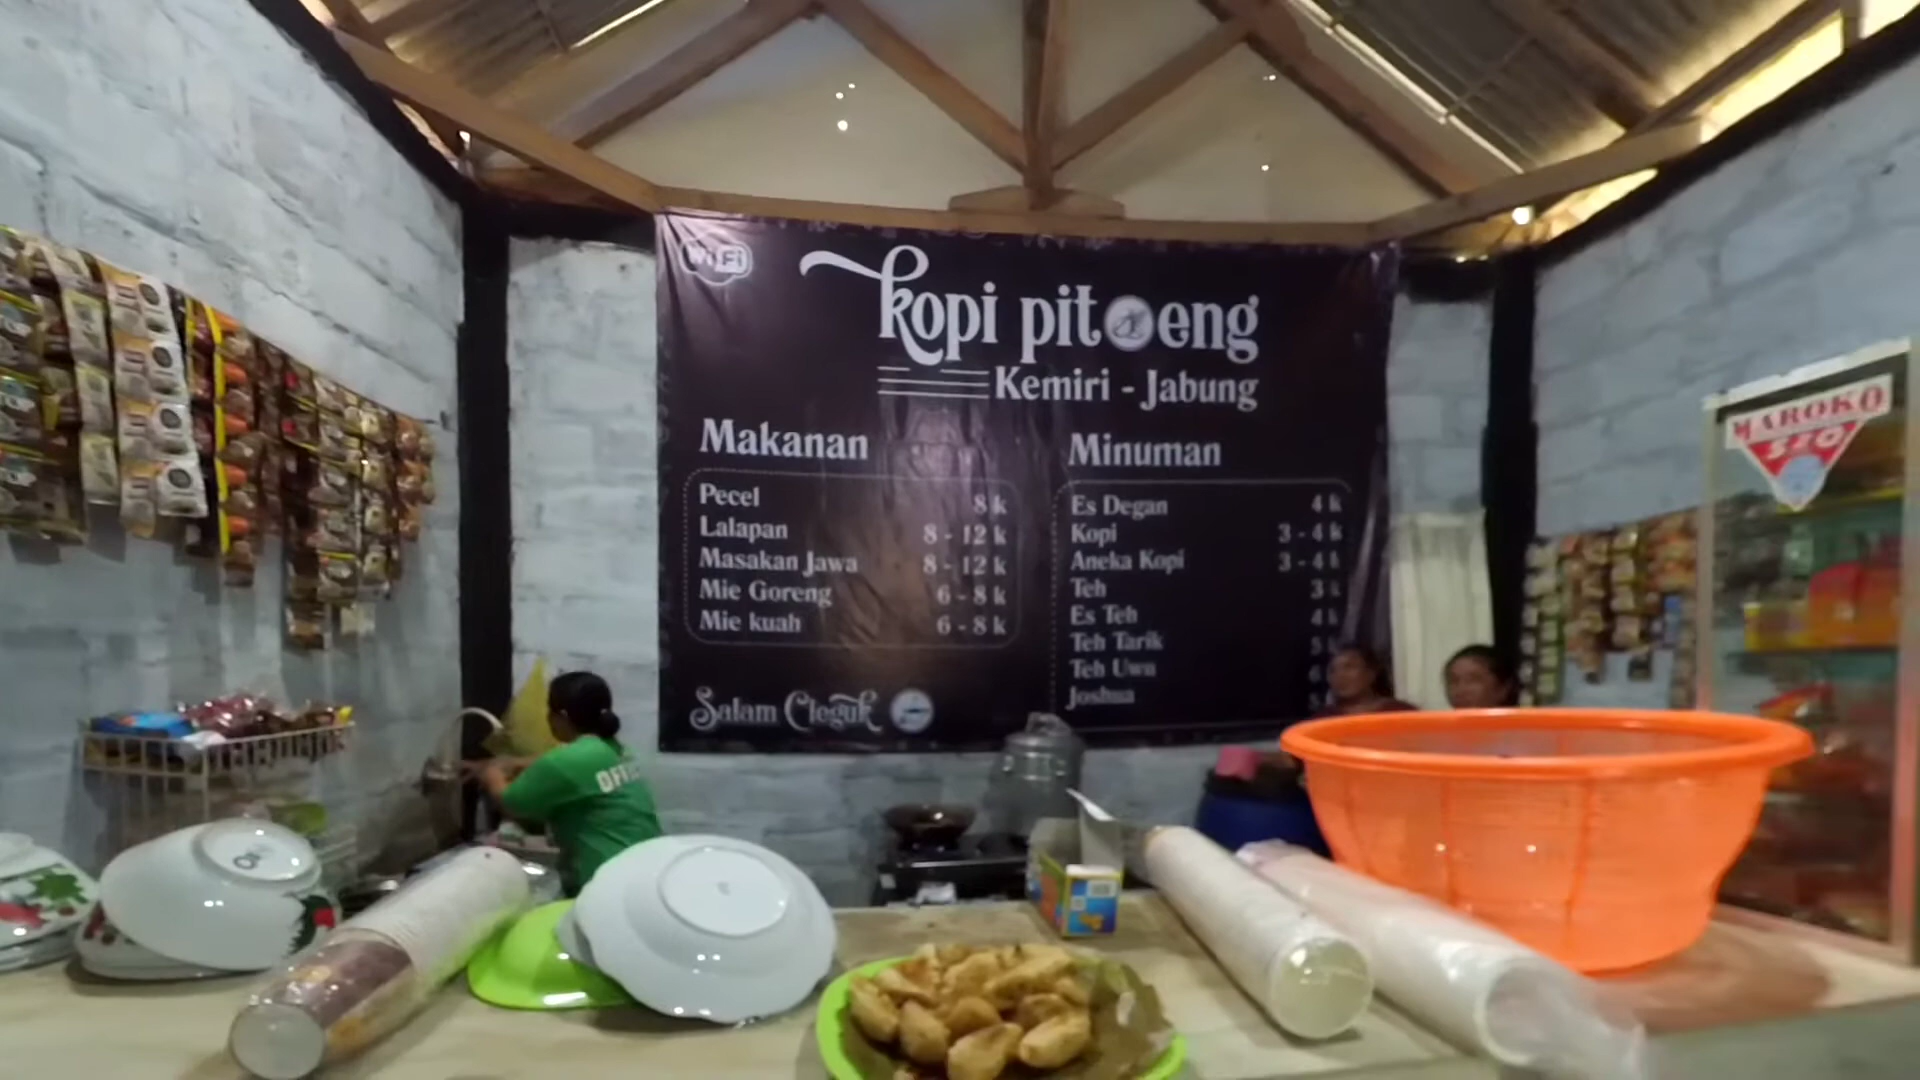 Wi Fi
kopi pitoeng
Kemiri - Jabung
Makanan
Pecel 8 k
Lalapan 8 - 12 k
Masakan Jawa 8 - 12 k
Mie Goreng 6 - 8 k
Mie kuah 6 - 8 k
Salam Cleguk
Minuman
Es Degan 4 k
Kopi 3 - 4 k
Aneka Kopi 3 - 4 k
Teh 3 k
Es Teh 4 k
Teh Tarik
Teh Uwu
Joshua
MAROKO